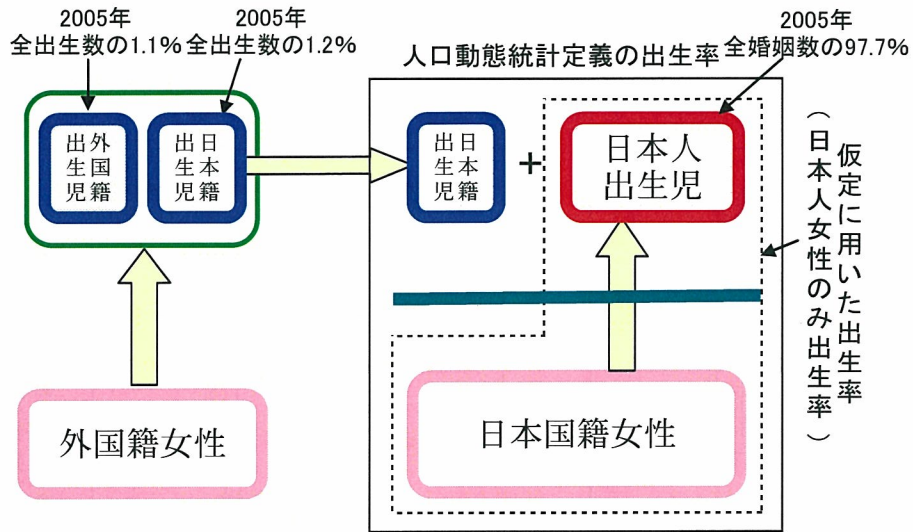 2005年
全出生数の1.1%
2005年
全出生数の1.2%
人口動態統計定義の出生率
2005年
全婚姻数の97.7%
外国籍
出生児
日本籍
出生児
日本籍
出生児
+
日本人
出生児
仮定に用いた出生率
(日本人女性のみ出生率)
外国籍女性
日本国籍女性